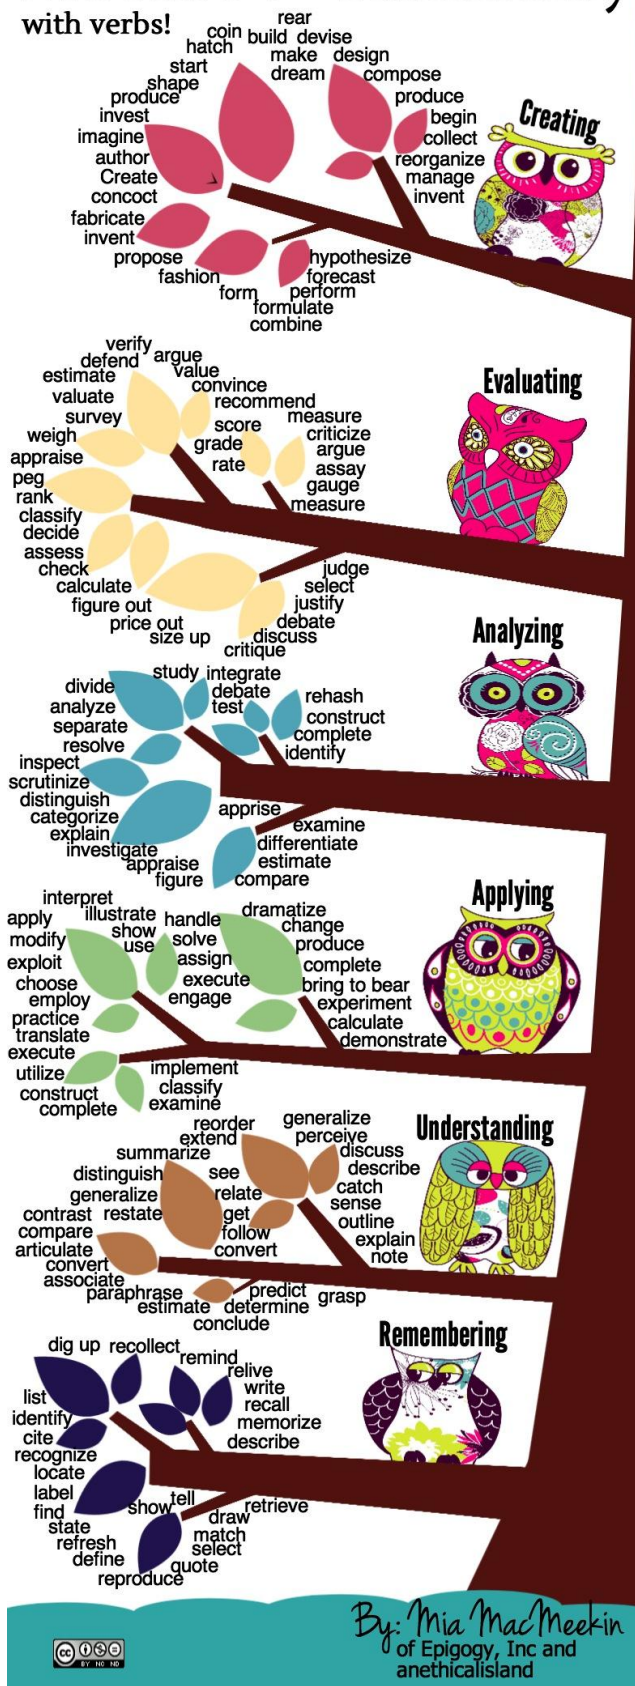 with verbs!
rear
coin build devise
hatch make design
start dream compose
shape
produce produce
invest begin
imagine collect
author reorganize
Create manage
concoct invent
fabricate
invent
propose hypothesize
fashion forecast
form perform
formulate
combine
Creating
verify
defend argue
estimate value
valuate convince
survey recommend
weigh score measure
appraise grade criticize
peg rate argue
rank assay
classify gauge
decide measure
assess
check judge
calculate select
figure out justify
price out debate
size up discuss
critique
Evaluating
study integrate
divide debate
analyze test rehash
separate construct
resolve complete
inspect identify
scrutinize
distinguish apprise
categorize examine
explain differentiate
investigate estimate
appraise compare
figure
Analyzing
interpret
apply illustrate handle dramatize
modify show solve change
exploit use assign produce
choose execute complete
employ engage bring to bear
practice experiment
translate calculate
execute demonstrate
utilize implement
construct classify
complete examine
Applying
reorder generalize
extend perceive
summarize discuss
distinguish see describe
generalize relate catch
contrast restate get sense
compare follow outline
articulate convert explain
convert note
associate
paraphrase predict grasp
estimate determine
conclude
Understanding
dig up recollect
remind
relive
list write
identify recall
cite memorize
recognize describe
locate
label tell
find show retrieve
state draw
refresh match
define select
quote
reproduce
Remembering
By: Mia MacMeekin
of Epigogy, Inc and
anethicalisland
cc
BY NC ND